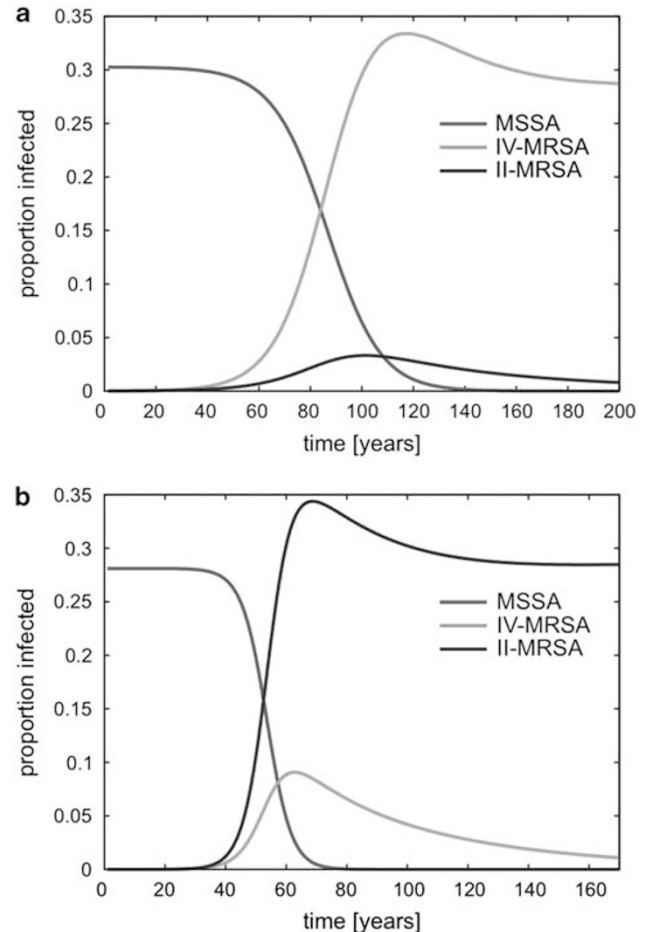 a
0.35
0.3
0.25
0.2
0.15
0.1
0.05
0
proportion infected
MSSA
IV-MRSA
II-MRSA
0 20 40 60 80 100 120 140 160 180 200
time [years]
b
0.35
0.3
0.25
0.2
0.15
0.1
0.05
0
proportion infected
MSSA
IV-MRSA
II-MRSA
0 20 40 60 80 100 120 140 160
time [years]